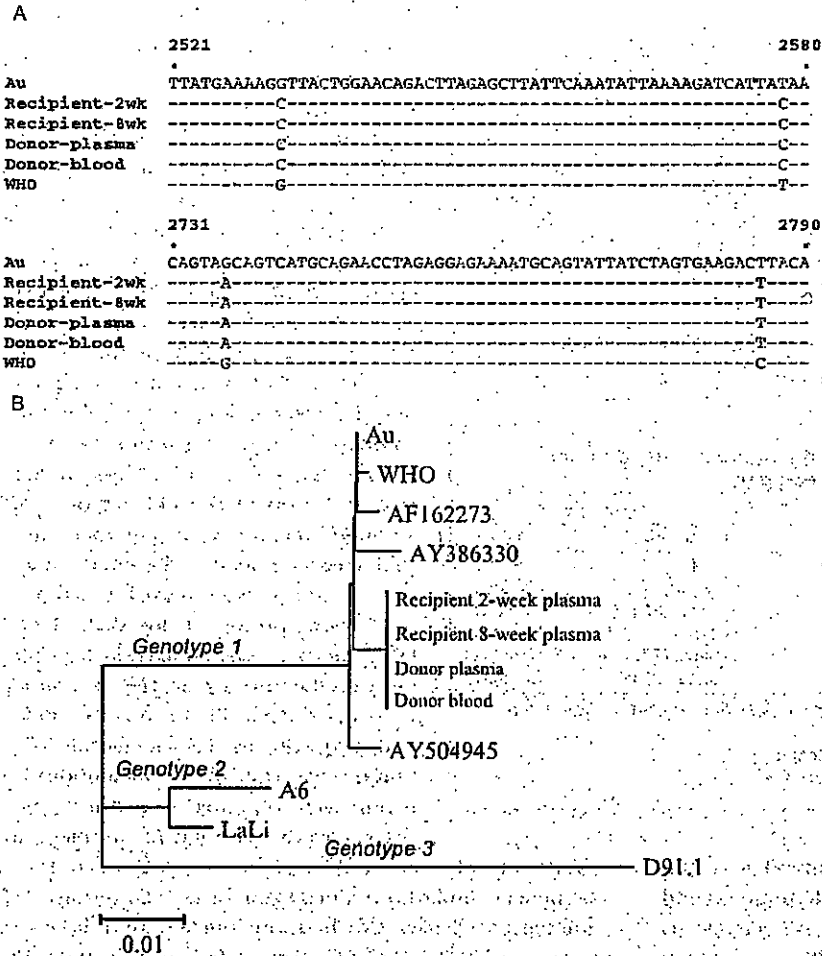 A
2521 2580
Au TTATGAAAAGGTTACTGGAACAGACTTAGAGCTTATTCAAATATTAAAAGATCATTATAA
Recipient-2wk ----------C----------------------------------------------C--
Recipient-8wk ----------C----------------------------------------------C--
Donor-plasma ----------C----------------------------------------------C--
Donor-blood ----------C----------------------------------------------C--
WHO ----------G----------------------------------------------T--
2731 2790
Au CAGTAGCAGTCATGCAGAACCTAGAGGAGAAAATGCAGTATTATCTAGTGAAGACTTACA
Recipient-2wk -----A-------------------------------------------------T----
Recipient-8wk -----A-------------------------------------------------T----
Donor-plasma -----A-------------------------------------------------T----
Donor-blood -----A-------------------------------------------------T----
WHO -----G-------------------------------------------------C----
B
Au
WHO
AF162273
AY386330
Recipient 2-week plasma
Recipient 8-week plasma
Genotype 1
Donor plasma
Donor blood
AY504945
Genotype 2
A6
LaLi
Genotype 3
D91.1
0.01